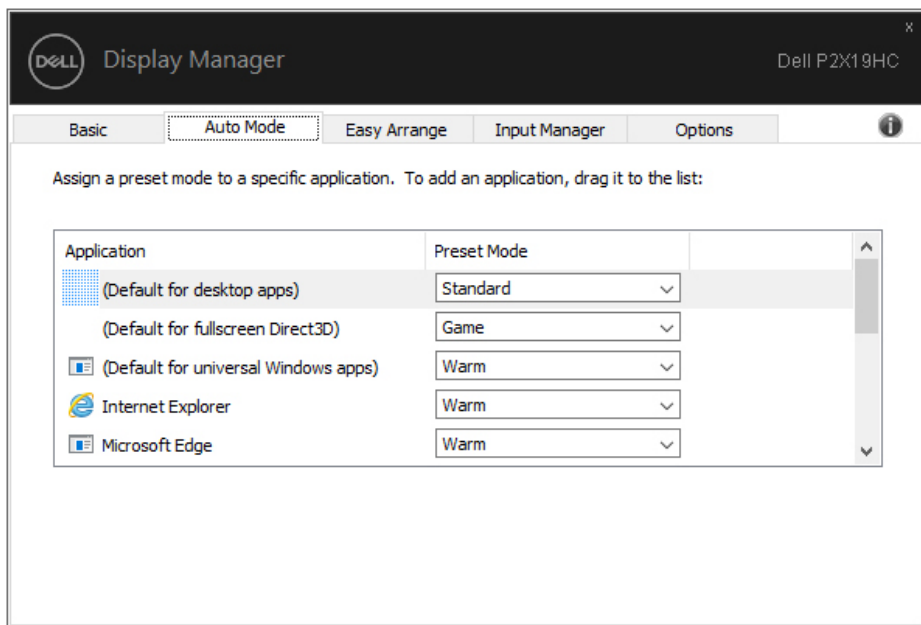 x
DELL Display Manager Dell P2X19HC
Basic Auto Mode Easy Arrange Input Manager Options i
Assign a preset mode to a specific application. To add an application, drag it to the list:
Application Preset Mode
(Default for desktop apps) Standard
(Default for fullscreen Direct3D) Game
(Default for universal Windows apps) Warm
Internet Explorer Warm
Microsoft Edge Warm